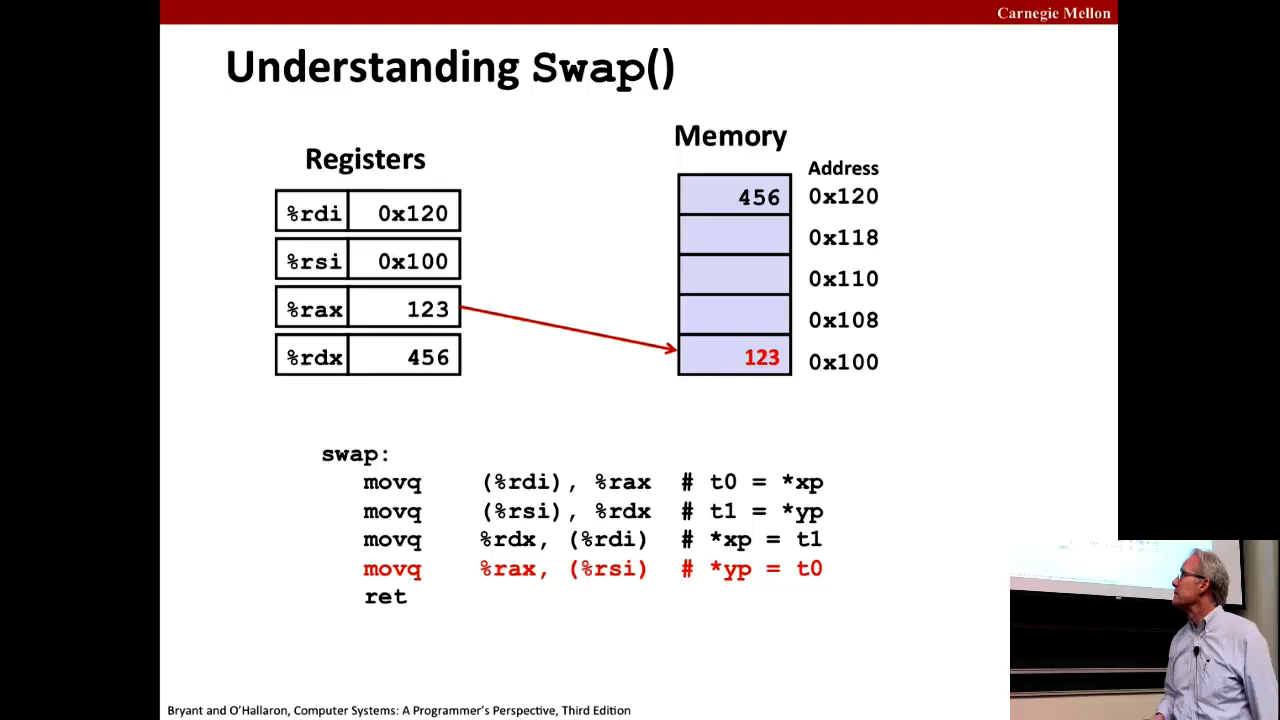 Carnegie Mellon
Understanding Swap()
Registers
%rdi 0x120
%rsi 0x100
%rax 123
%rdx 456
Memory
Address
456 0x120
0x118
0x110
0x108
123 0x100
swap:
movq (%rdi), %rax # t0 = *xp
movq (%rsi), %rdx # t1 = *yp
movq %rdx, (%rdi) # *xp = t1
movq %rax, (%rsi) # *yp = t0
ret
Bryant and O'Hallaron, Computer Systems: A Programmer's Perspective, Third Edition